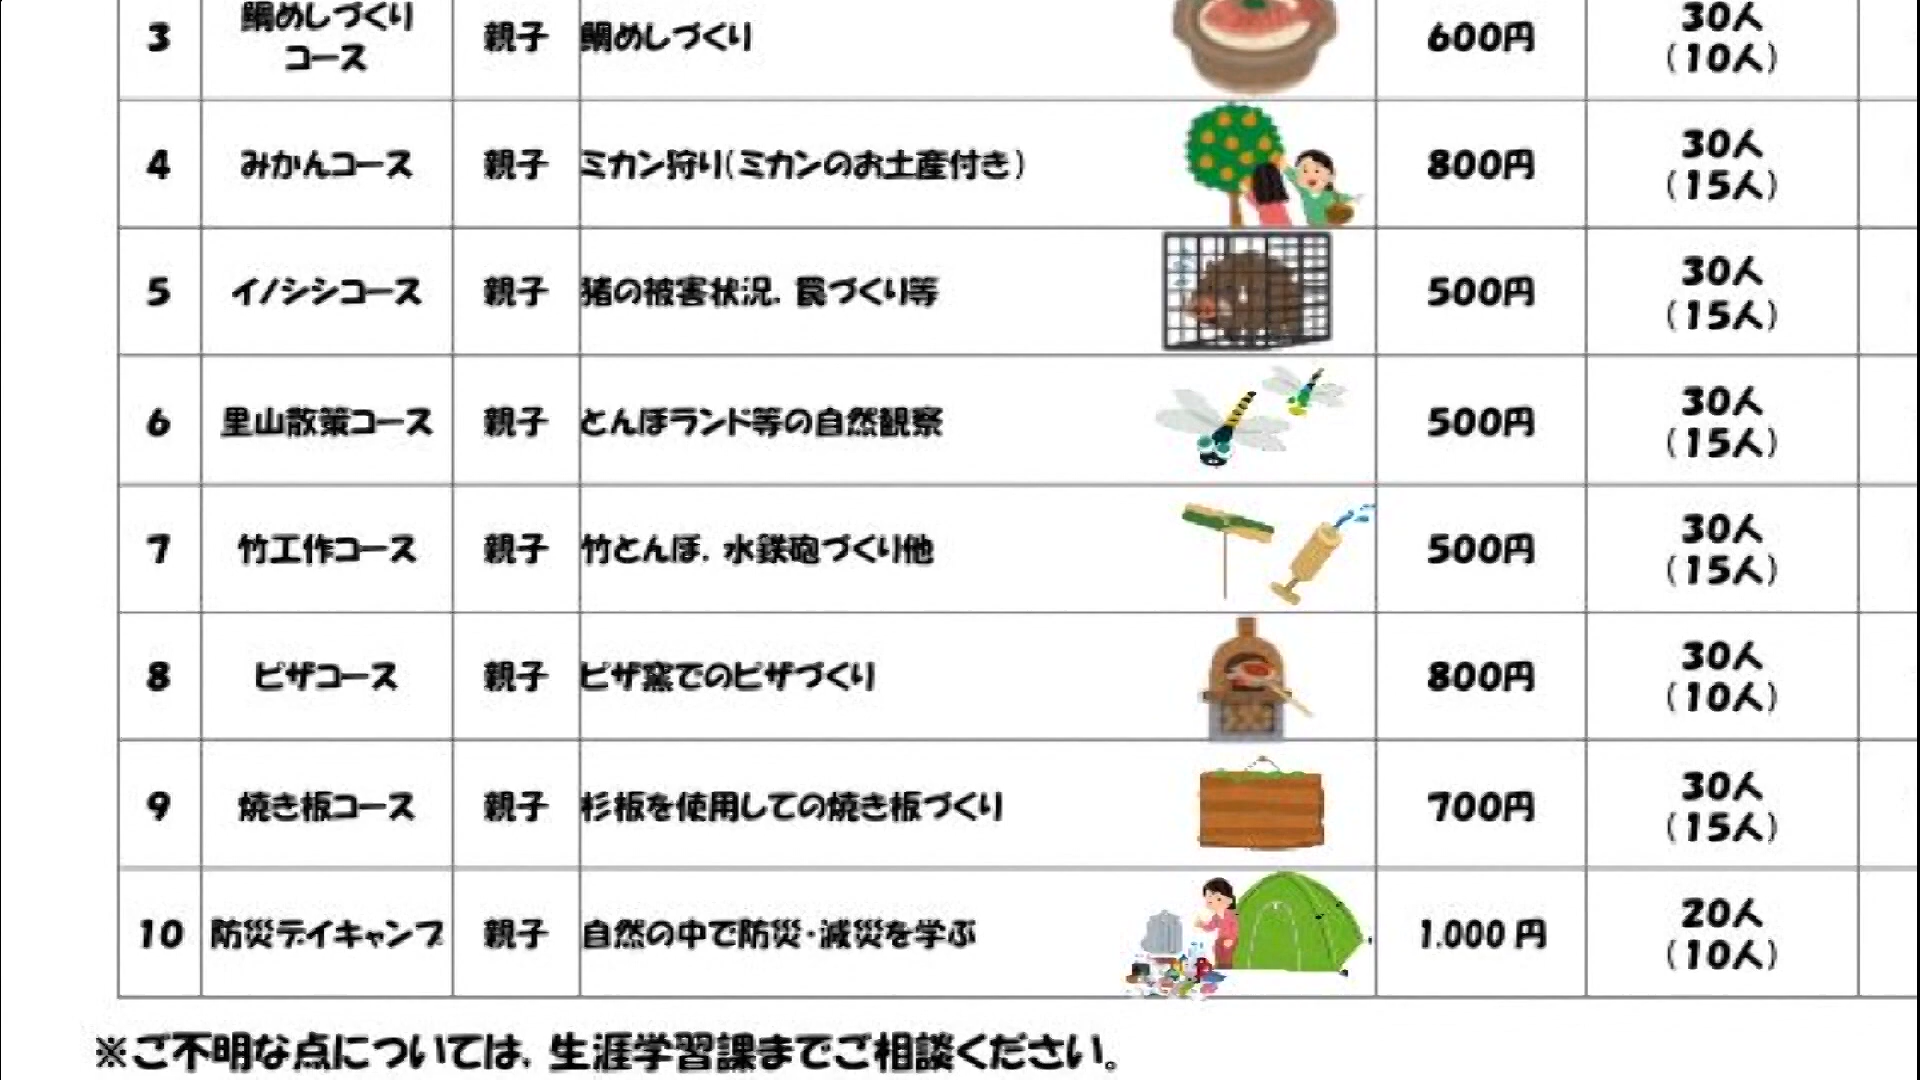 3 鯛めしづくりコース 親子 鯛めしづくり 600円 30人(10人)
4 みかんコース 親子 ミカン狩り(ミカンのお土産付き) 800円 30人(15人)
5 イノシシコース 親子 猪の被害状況、罠づくり等 500円 30人(15人)
6 里山散策コース 親子 とんぼランド等の自然観察 500円 30人(15人)
7 竹工作コース 親子 竹とんぼ、水鉄砲づくり他 500円 30人(15人)
8 ピザコース 親子 ピザ窯でのピザづくり 800円 30人(10人)
9 焼き板コース 親子 杉板を使用しての焼き板づくり 700円 30人(15人)
10 防災デイキャンプ 親子 自然の中で防災・減災を学ぶ 1,000円 20人(10人)
※ご不明な点については、生涯学習課までご相談ください。